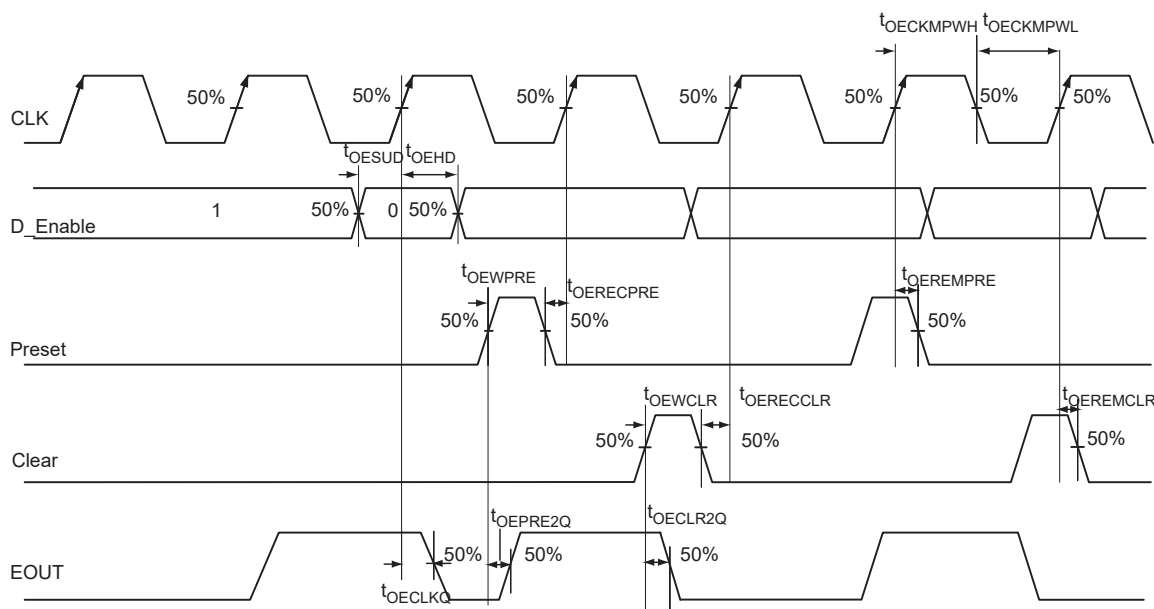 tOECKMPWH tOECKMPWL
50% 50% 50% 50% 50% 50% 50%
CLK
tOESUD tOEHD
1 50% 0 50%
D_Enable
tOEWPRE tOERECPRE tOEREMPRE
50% 50% 50%
Preset
tOEWCLR tOERECCLR tOEREMCLR
50% 50% 50%
Clear
tOEPRE2Q tOECLR2Q
50% 50% 50%
EOUT
tOECLKQ